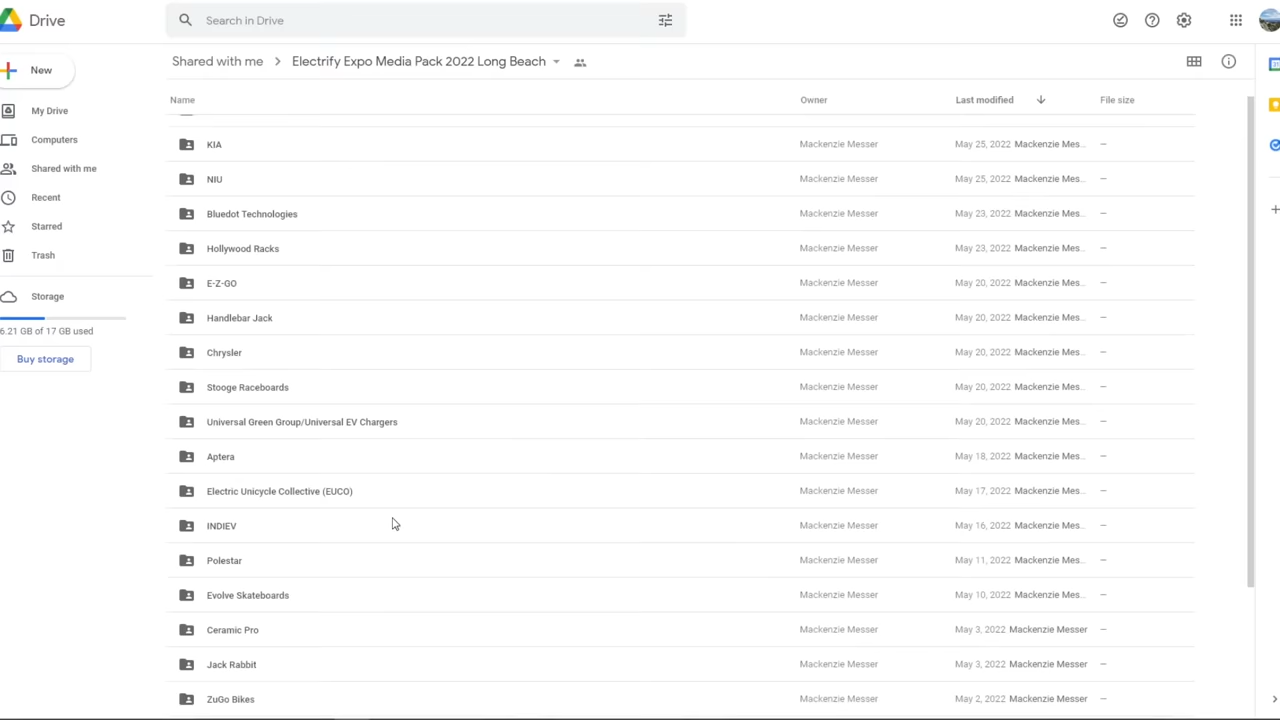 Drive
Search in Drive
New
My Drive
Computers
Shared with me
Recent
Starred
Trash
Storage
6.21 GB of 17 GB used
Buy storage
Shared with me > Electrify Expo Media Pack 2022 Long Beach
Name Owner Last modified File size
KIA Mackenzie Messer May 25, 2022 Mackenzie Mes... –
NIU Mackenzie Messer May 25, 2022 Mackenzie Mes... –
Bluedot Technologies Mackenzie Messer May 23, 2022 Mackenzie Mes... –
Hollywood Racks Mackenzie Messer May 23, 2022 Mackenzie Mes... –
E-Z-GO Mackenzie Messer May 20, 2022 Mackenzie Mes... –
Handlebar Jack Mackenzie Messer May 20, 2022 Mackenzie Mes... –
Chrysler Mackenzie Messer May 20, 2022 Mackenzie Mes... –
Stooge Raceboards Mackenzie Messer May 20, 2022 Mackenzie Mes... –
Universal Green Group/Universal EV Chargers Mackenzie Messer May 20, 2022 Mackenzie Mes... –
Aptera Mackenzie Messer May 18, 2022 Mackenzie Mes... –
Electric Unicycle Collective (EUCO) Mackenzie Messer May 17, 2022 Mackenzie Mes... –
INDIEV Mackenzie Messer May 16, 2022 Mackenzie Mes... –
Polestar Mackenzie Messer May 11, 2022 Mackenzie Mes... –
Evolve Skateboards Mackenzie Messer May 10, 2022 Mackenzie Mes... –
Ceramic Pro Mackenzie Messer May 3, 2022 Mackenzie Messer –
Jack Rabbit Mackenzie Messer May 3, 2022 Mackenzie Messer –
ZuGo Bikes Mackenzie Messer May 2, 2022 Mackenzie Messer –